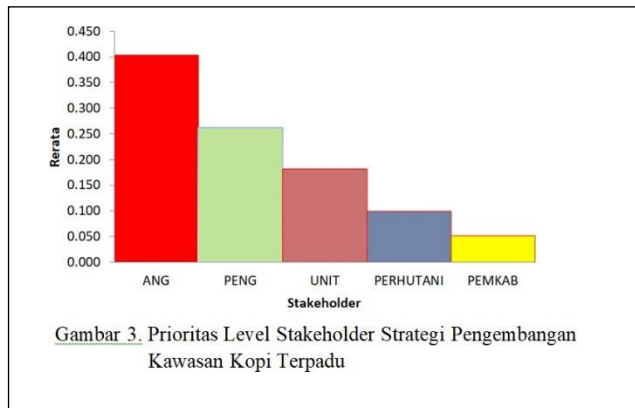 0.450
0.400
0.350
0.300
0.250
0.200
0.150
0.100
0.050
0.000
Rerata
ANG PENG UNIT PERHUTANI PEMKAB
Stakeholder
Gambar 3. Prioritas Level Stakeholder Strategi Pengembangan
Kawasan Kopi Terpadu